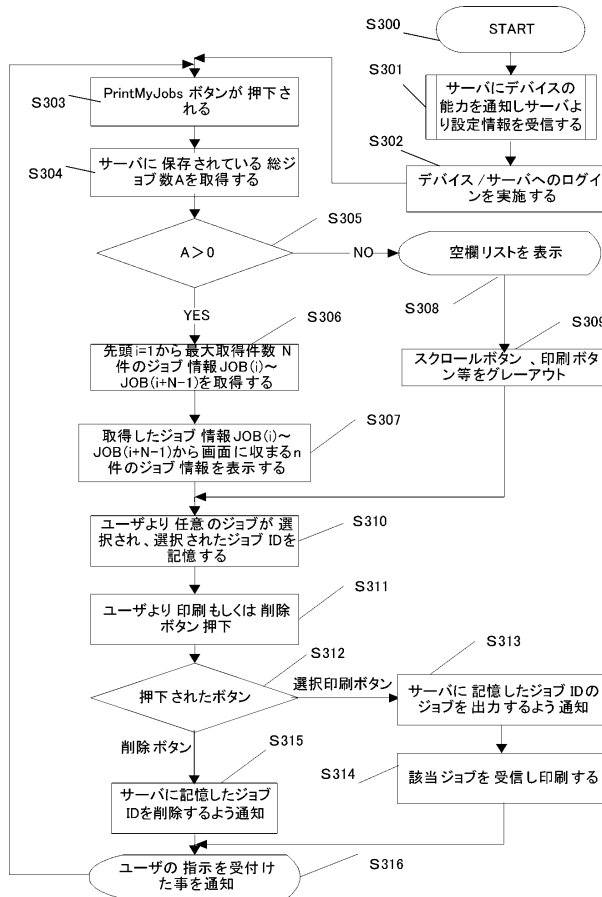 START
S300
S301
サーバにデバイスの
能力を通知しサーバよ
り設定情報を受信する
S302
デバイス/サーバへのログイ
ンを実施する
S303
PrintMyJobs ボタンが押下さ
れる
S304
サーバに保存されている総ジ
ョブ数Aを取得する
S305
A>0
NO
空欄リストを表示
S308
YES
S306
先頭i=1から最大取得件数N
件のジョブ情報JOB(i)~
JOB(i+N-1)を取得する
S309
スクロールボタン、印刷ボタ
ン等をグレーアウト
S307
取得したジョブ情報JOB(i)~
JOB(i+N-1)から画面に収まるn
件のジョブ情報を表示する
S310
ユーザより任意のジョブが選
択され、選択されたジョブIDを
記憶する
S311
ユーザより印刷もしくは削除
ボタン押下
S312
押下されたボタン
選択印刷ボタン
S313
サーバに記憶したジョブIDの
ジョブを出力するよう通知
削除ボタン
S315
サーバに記憶したジョブ
IDを削除するよう通知
S314
該当ジョブを受信し印刷する
S316
ユーザの指示を受付け
た事を通知